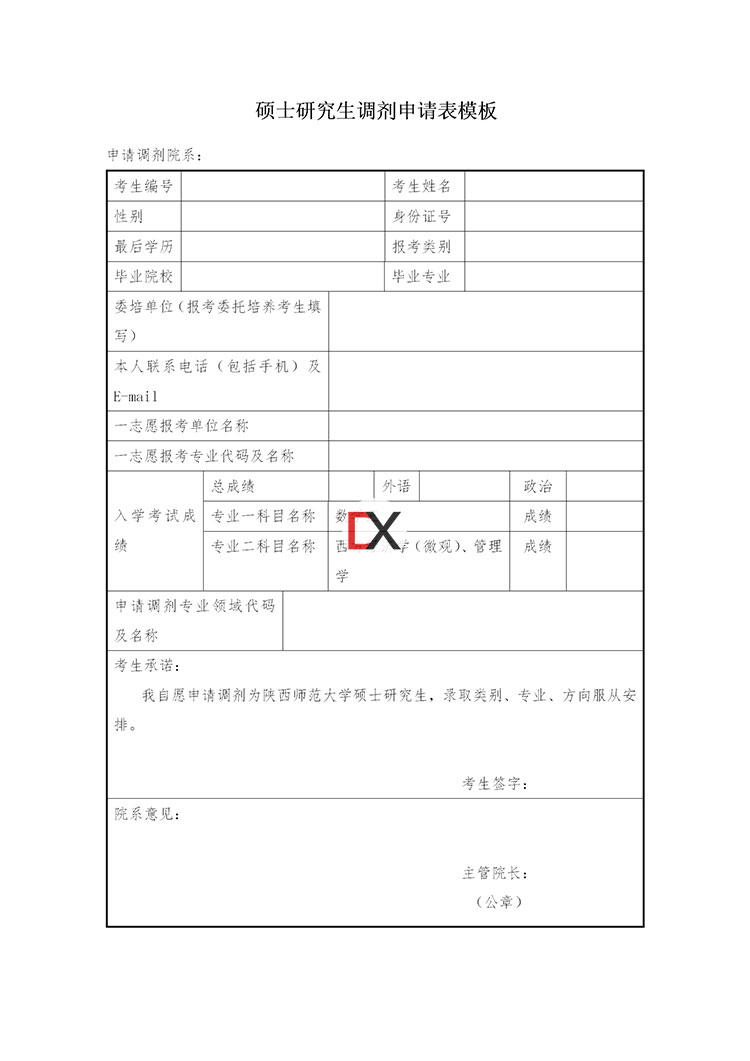 硕士研究生调剂申请表模板
申请调剂院系：
考生编号 考生姓名
性别 身份证号
最后学历 报考类别
毕业院校 毕业专业
委培单位（报考委托培养考生填
写）
本人联系电话（包括手机）及
E-mail
一志愿报考单位名称
一志愿报考专业代码及名称
总成绩 外语 政治
入学考试成 专业一科目名称 数 成绩
绩 专业二科目名称 西 学（微观）、管理 成绩
学
申请调剂专业领域代码
及名称
考生承诺：
我自愿申请调剂为陕西师范大学硕士研究生，录取类别、专业、方向服从安
排。
考生签字：
院系意见：
主管院长：
（公章）
DX